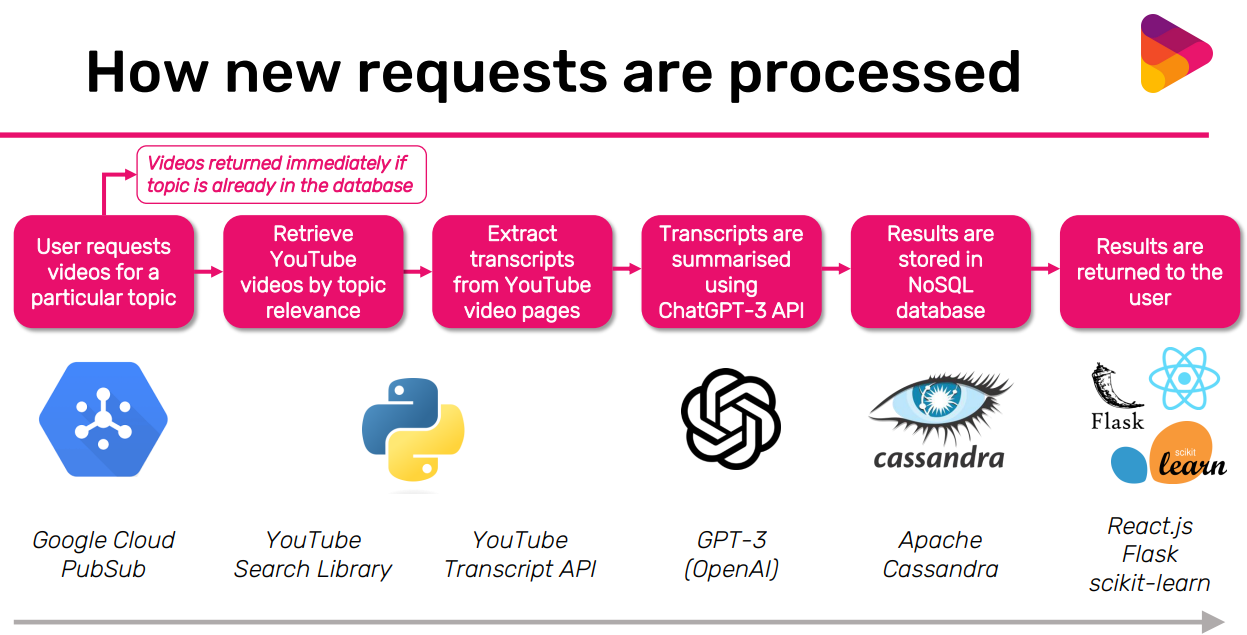 How new requests are processed
Videos returned immediately if
topic is already in the database
User requests
videos for a
particular topic
Retrieve
YouTube
videos by topic
relevance
Extract
transcripts
from YouTube
video pages
Transcripts are
summarised
using
ChatGPT-3 API
Results are
stored in
NoSQL
database
Results are
returned to the
user
cassandra
Flask
scikit
learn
Google Cloud
PubSub
YouTube
Search Library
YouTube
Transcript API
GPT-3
(OpenAI)
Apache
Cassandra
React.js
Flask
scikit-learn